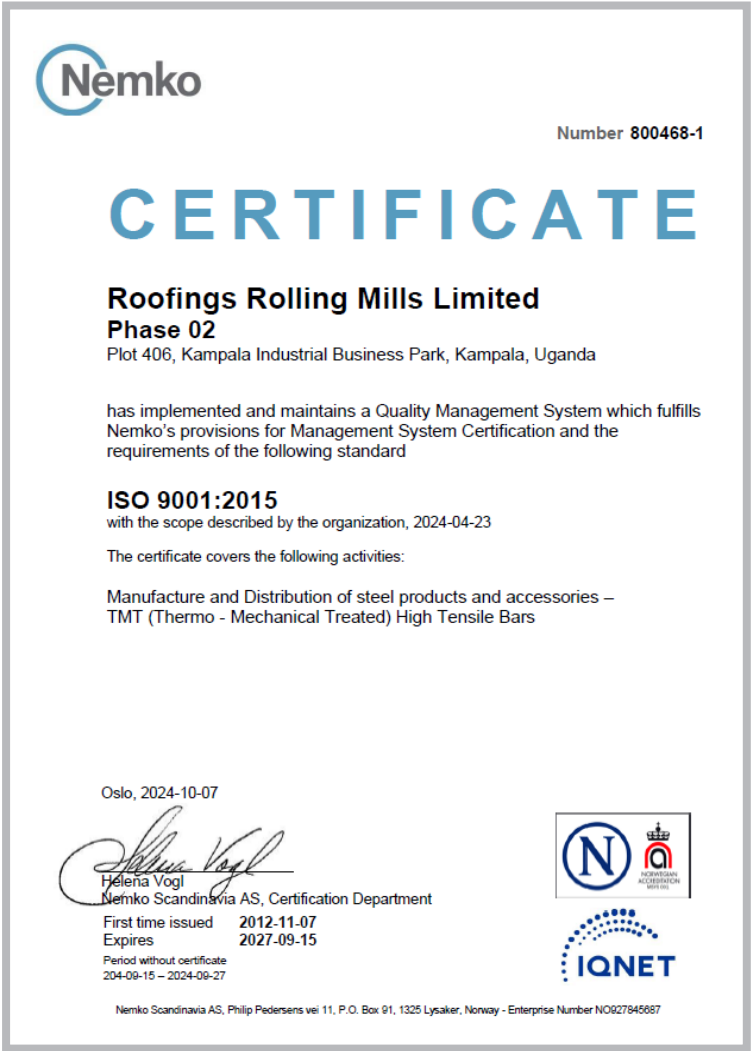 Nemko
Number 800468-1
CERTIFICATE
Roofings Rolling Mills Limited
Phase 02
Plot 406, Kampala Industrial Business Park, Kampala, Uganda
has implemented and maintains a Quality Management System which fulfills
Nemko's provisions for Management System Certification and the
requirements of the following standard
ISO 9001:2015
with the scope described by the organization, 2024-04-23
The certificate covers the following activities:
Manufacture and Distribution of steel products and accessories –
TMT (Thermo - Mechanical Treated) High Tensile Bars
Oslo, 2024-10-07
Helena Vogl
Helena Vogl
Nemko Scandinavia AS, Certification Department
First time issued 2012-11-07
Expires 2027-09-15
Period without certificate
204-09-15 – 2024-09-27
N
NORWEGIAN
ACCREDITATION
IQNET
Nemko Scandinavia AS, Philip Pedersens vei 11, P.O. Box 91, 1325 Lysaker, Norway - Enterprise Number NO927845687